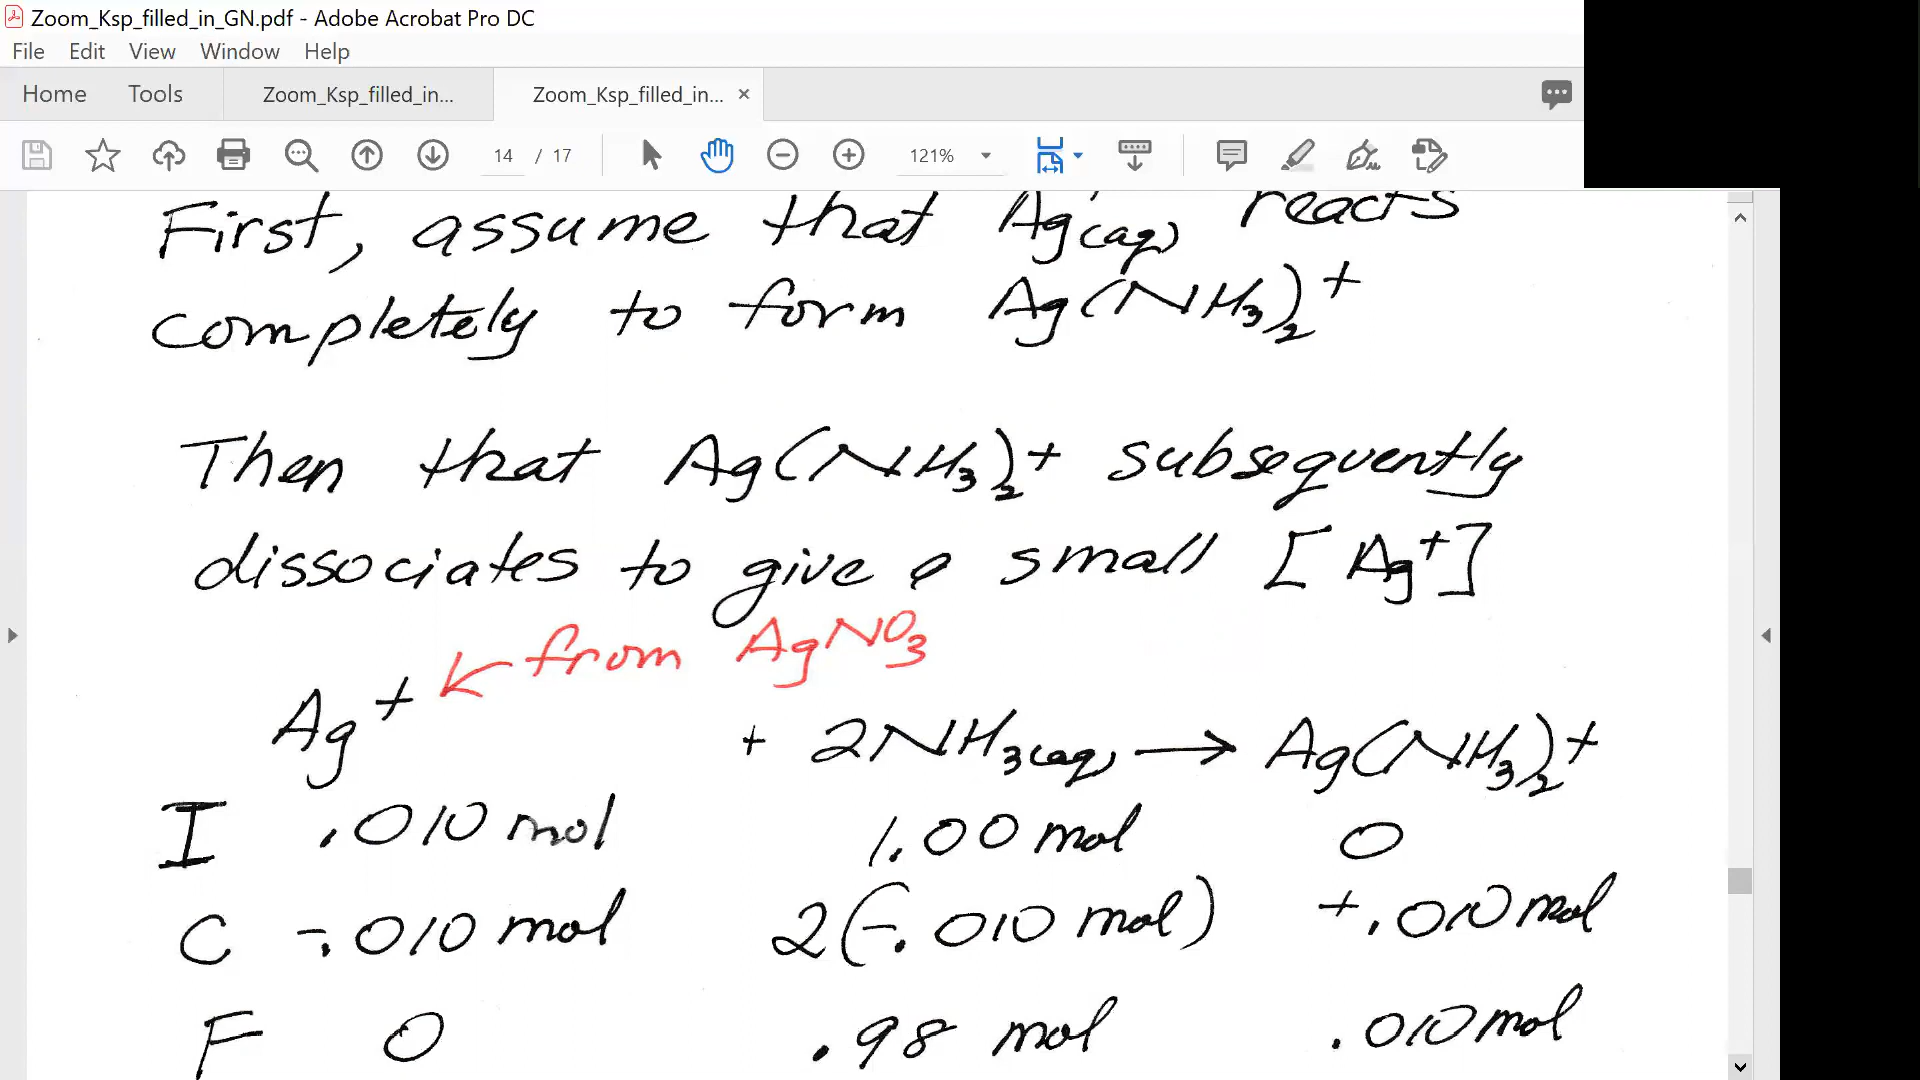 Zoom_Ksp_filled_in_GN.pdf - Adobe Acrobat Pro DC
File Edit View Window Help
Home Tools Zoom_Ksp_filled_in... Zoom_Ksp_filled_in... ×
14 / 17 121%
First, assume that Ag(aq) reacts
completely to form Ag(NH3)2+
Then that Ag(NH3)2+ subsequently
dissociates to give a small [Ag+]
from AgNO3
Ag+ + 2NH3(aq) → Ag(NH3)2+
I .010 mol 1.00 mol 0
C -.010 mol 2(-.010 mol) +.010 mol
F 0 .98 mol .010 mol